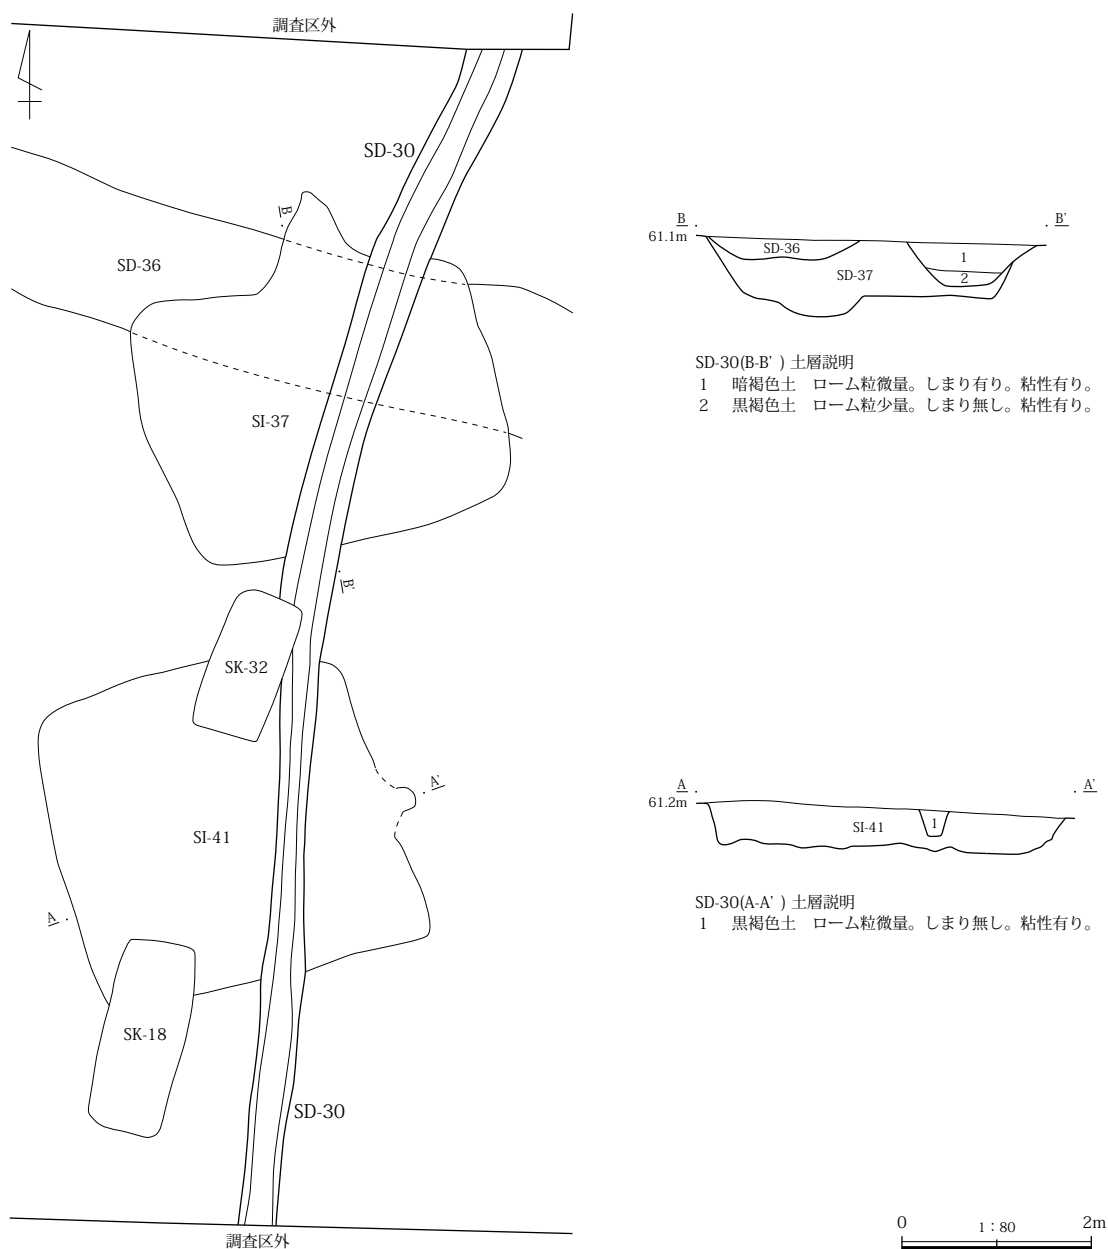 調査区外
SD-30
B
SD-36
SI-37
B'
SK-32
A'
SI-41
A
SK-18
SD-30
調査区外
B
B'
61.1m
SD-36
1
2
SD-37
SD-30(B-B' ) 土層説明
1 暗褐色土 ローム粒微量。しまり有り。粘性有り。
2 黒褐色土 ローム粒少量。しまり無し。粘性有り。
A
A'
61.2m
SI-41
1
SD-30(A-A' ) 土層説明
1 黒褐色土 ローム粒微量。しまり無し。粘性有り。
0 1：80 2m